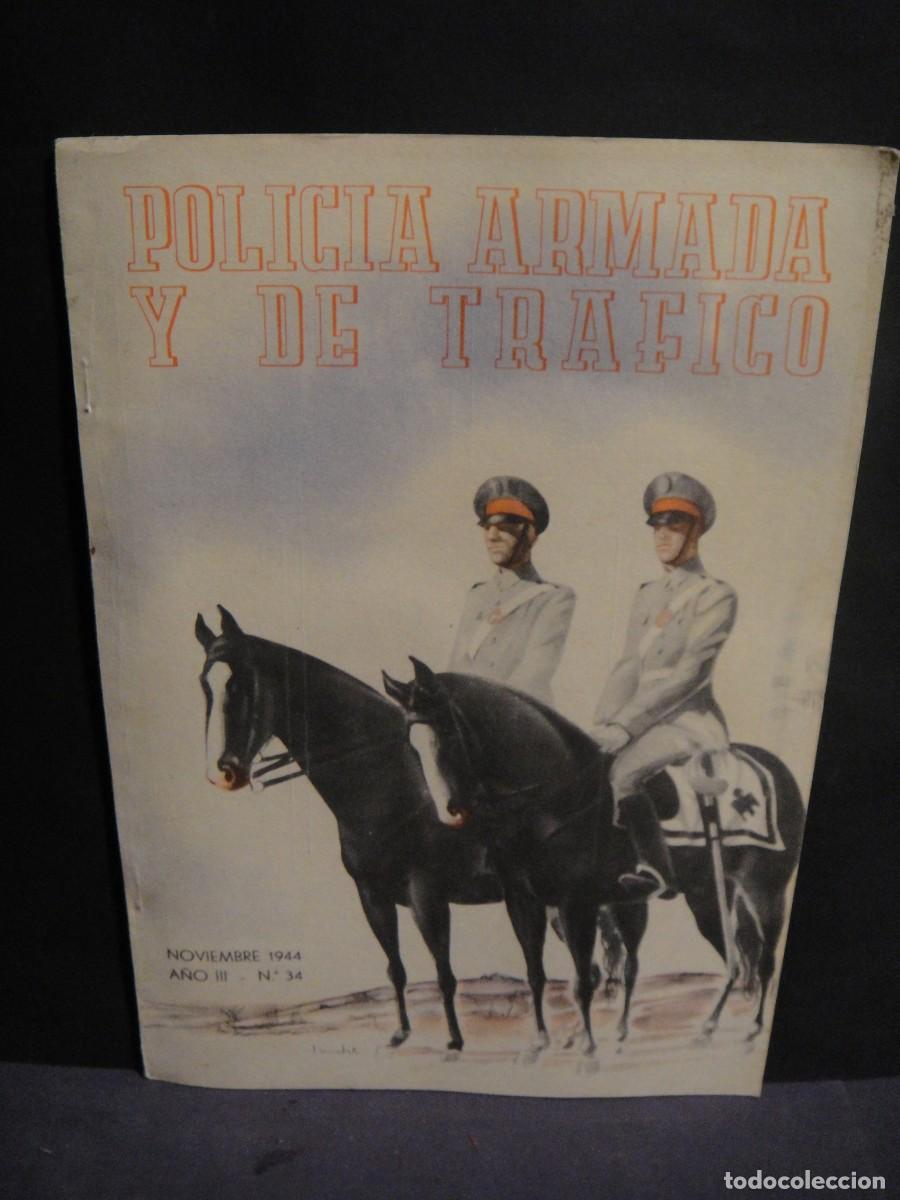 POLICIA ARMADA
Y DE TRAFICO
NOVIEMBRE 1944
AÑO III - N.º 34
todocoleccion